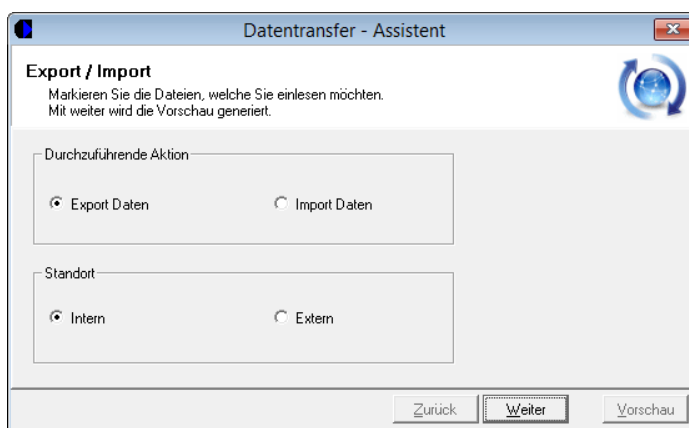 Datentransfer - Assistent
Export / Import
Markieren Sie die Dateien, welche Sie einlesen möchten.
Mit weiter wird die Vorschau generiert.
Durchzuführende Aktion
Export Daten
Import Daten
Standort
Intern
Extern
Zurück
Weiter
Vorschau